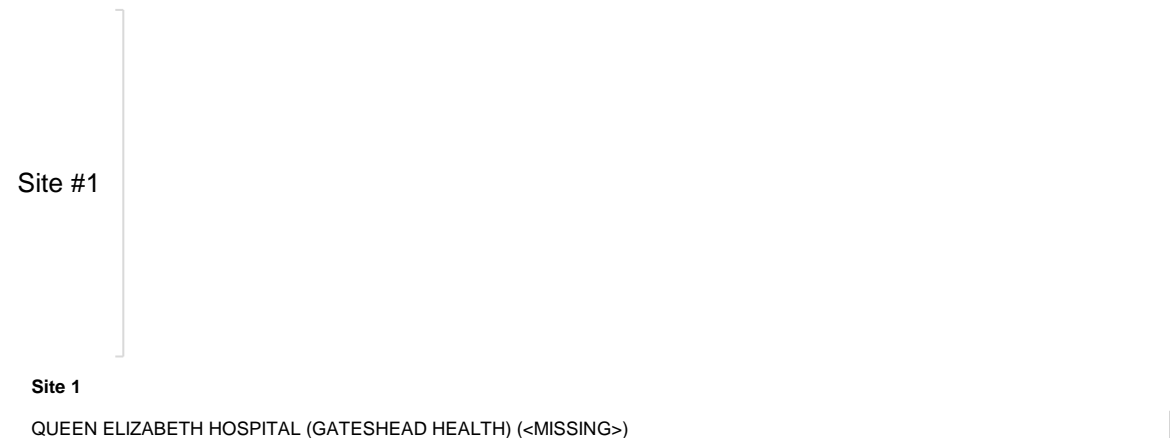 Site #1
Site 1
QUEEN ELIZABETH HOSPITAL (GATESHEAD HEALTH) (<MISSING>)